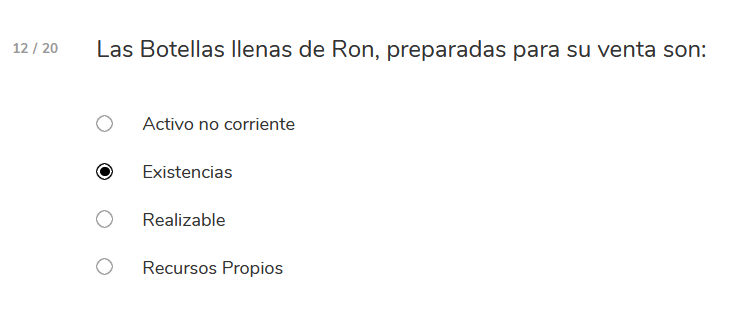 12 / 20
Las Botellas llenas de Ron, preparadas para su venta son:
Activo no corriente
Existencias
Realizable
Recursos Propios